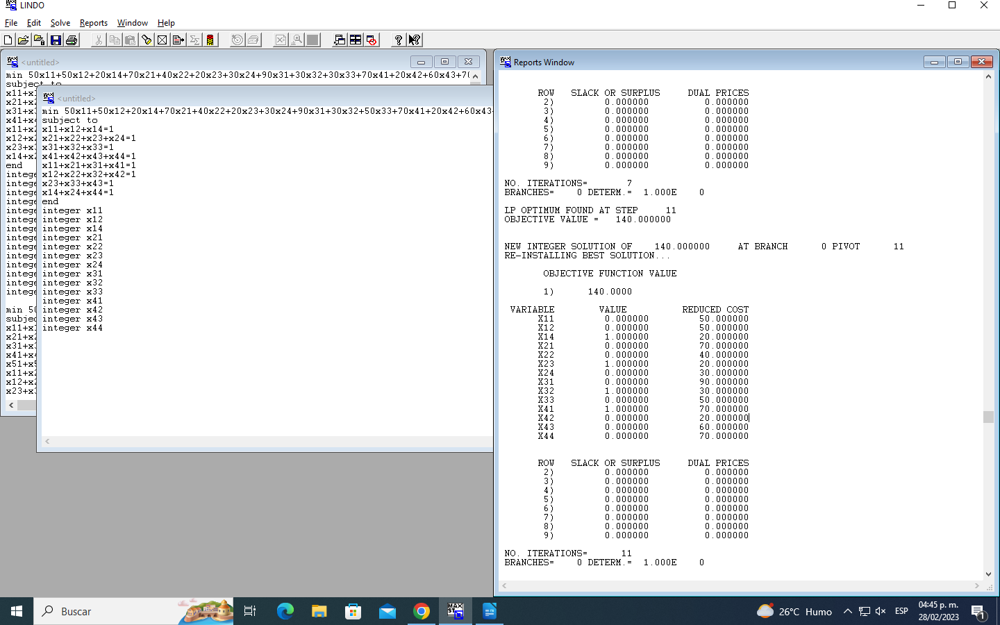 LINDO
File Edit Solve Reports Window Help
<untitled>
min 50x11+50x12+20x14+70x21+40x22+20x23+30x24+90x31+30x32+30x33+70x41+20x42+60x43+70
subject to
x11+x1
x21+x2
x31+x3
x41+x4
x11+x2
x12+x2
x23+x3
x14+x2
end
intege
intege
intege
intege
intege
intege
intege
intege
intege
intege
intege
intege
intege
intege
min 50
subjec
x11+x1
x21+x2
x31+x3
x41+x4
x51+x5
x11+x2
x12+x2
x23+x3
<untitled>
min 50x11+50x12+20x14+70x21+40x22+20x23+30x24+90x31+30x32+50x33+70x41+20x42+60x43+
subject to
x11+x12+x14=1
x21+x22+x23+x24=1
x31+x32+x33=1
x41+x42+x43+x44=1
x11+x21+x31+x41=1
x12+x22+x32+x42=1
x23+x33+x43=1
x14+x24+x44=1
end
integer x11
integer x12
integer x14
integer x21
integer x22
integer x23
integer x24
integer x31
integer x32
integer x33
integer x41
integer x42
integer x43
integer x44
Reports Window
ROW SLACK OR SURPLUS DUAL PRICES
2) 0.000000 0.000000
3) 0.000000 0.000000
4) 0.000000 0.000000
5) 0.000000 0.000000
6) 0.000000 0.000000
7) 0.000000 0.000000
8) 0.000000 0.000000
9) 0.000000 0.000000
NO. ITERATIONS= 7
BRANCHES= 0 DETERM.= 1.000E 0
LP OPTIMUM FOUND AT STEP 11
OBJECTIVE VALUE = 140.000000
NEW INTEGER SOLUTION OF 140.000000 AT BRANCH 0 PIVOT 11
RE-INSTALLING BEST SOLUTION...
OBJECTIVE FUNCTION VALUE
1) 140.0000
VARIABLE VALUE REDUCED COST
X11 0.000000 50.000000
X12 0.000000 50.000000
X14 1.000000 20.000000
X21 0.000000 70.000000
X22 0.000000 40.000000
X23 1.000000 20.000000
X24 0.000000 30.000000
X31 0.000000 90.000000
X32 1.000000 30.000000
X33 0.000000 50.000000
X41 1.000000 70.000000
X42 0.000000 20.000000
X43 0.000000 60.000000
X44 0.000000 70.000000
ROW SLACK OR SURPLUS DUAL PRICES
2) 0.000000 0.000000
3) 0.000000 0.000000
4) 0.000000 0.000000
5) 0.000000 0.000000
6) 0.000000 0.000000
7) 0.000000 0.000000
8) 0.000000 0.000000
9) 0.000000 0.000000
NO. ITERATIONS= 11
BRANCHES= 0 DETERM.= 1.000E 0
Buscar
26°C Humo
ESP
04:45 p. m.
28/02/2023
1